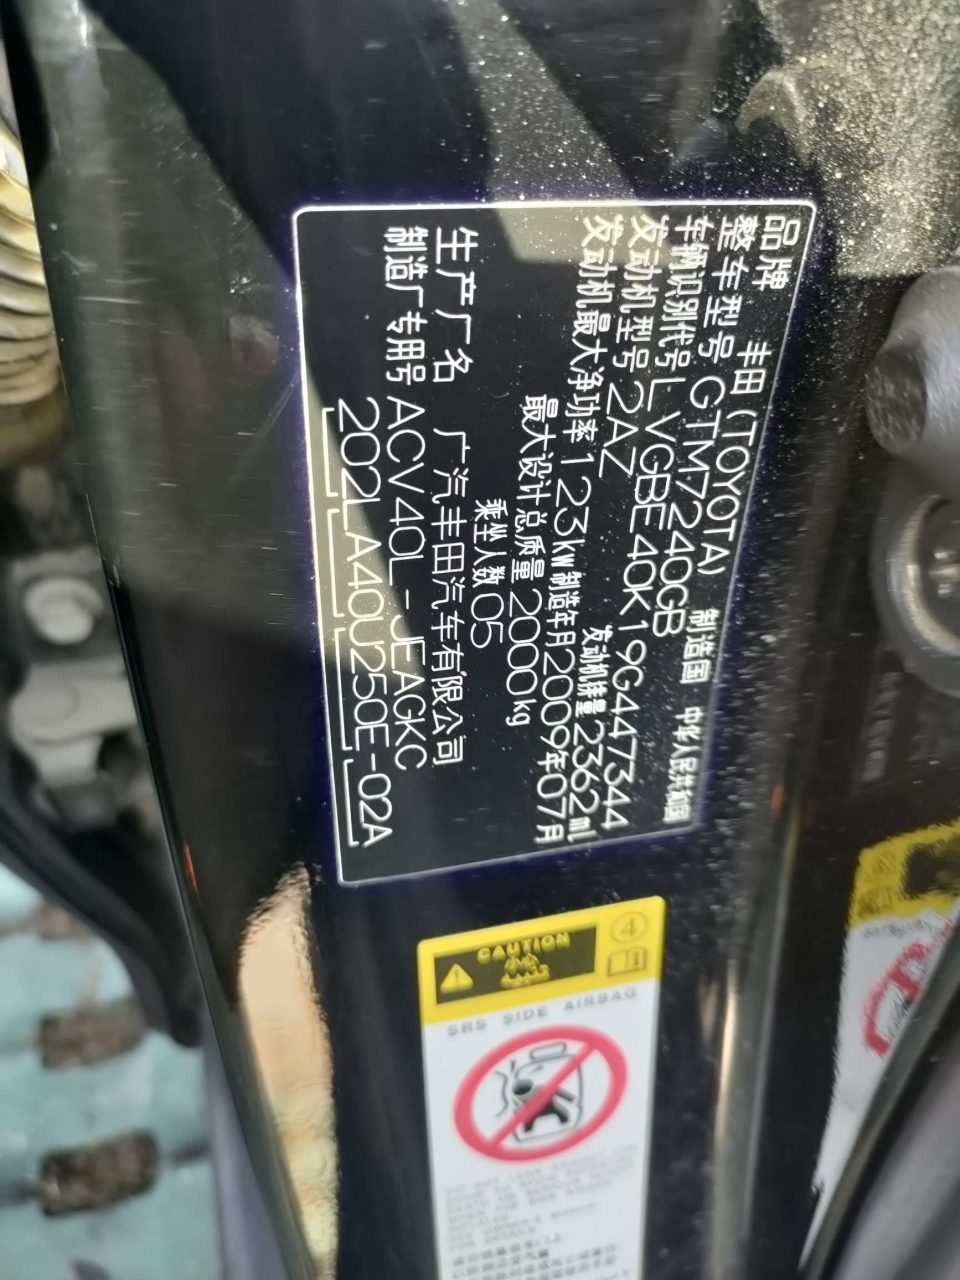 品牌 丰田(TOYOTA) 制造国 中华人民共和国
整车型号 GTM7240GB
车辆识别代号 LVGBE40K19G447344
发动机型号 2AZ 发动机排量 2362ml
发动机最大净功率 123kw 制造年月 2009年07月
最大设计总质量 2000kg
乘坐人数 05
生产厂名 广汽丰田汽车有限公司
制造厂专用号 ACV40L-JEAGKC
202LA40U250E-02A
CAUTION
4
SRS SIDE AIRBAG